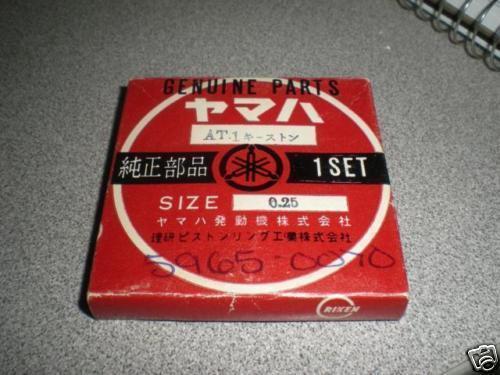 GENUINE PARTS
ヤマハ
AT.1 キーストン
純正部品 1 SET
SIZE 0.25
ヤマハ発動機株式会社
理研ピストンリング工業株式会社
5965-0070
RIKEN